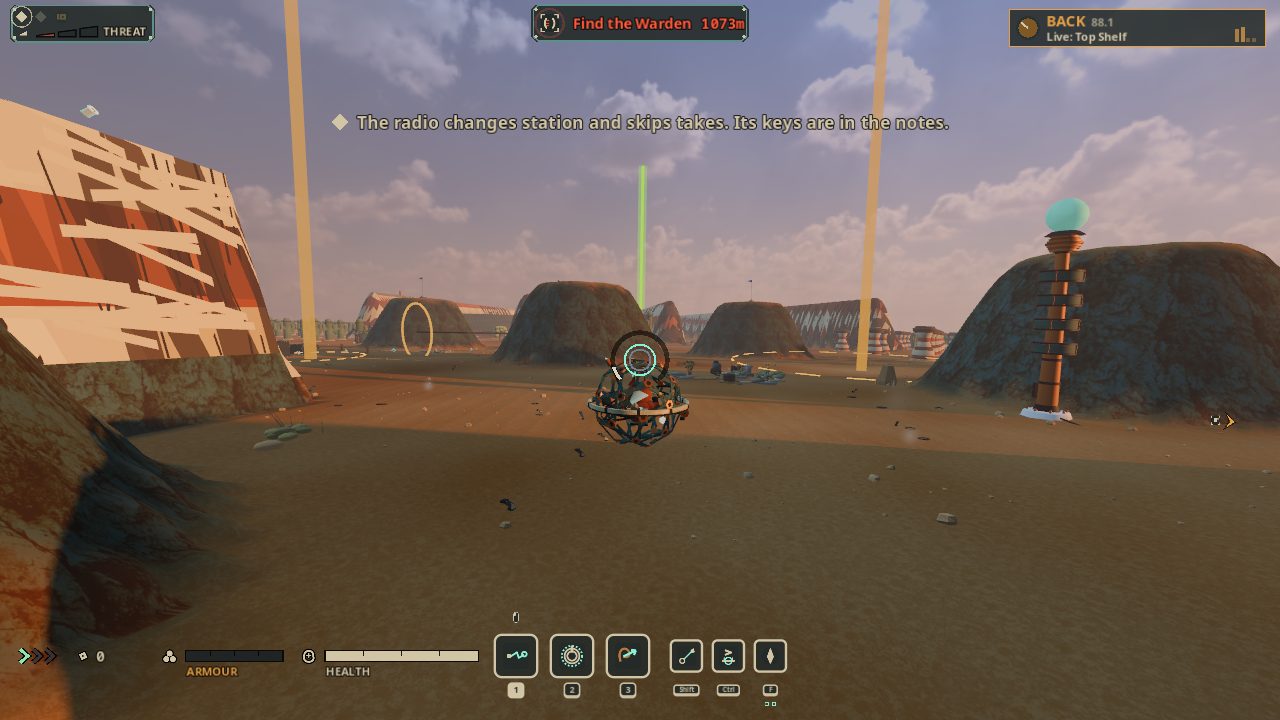 THREAT
Find the Warden 1073m
BACK 88.1
Live: Top Shelf
The radio changes station and skips takes. Its keys are in the notes.
0
ARMOUR
HEALTH
1
2
3
Shift
Ctrl
F